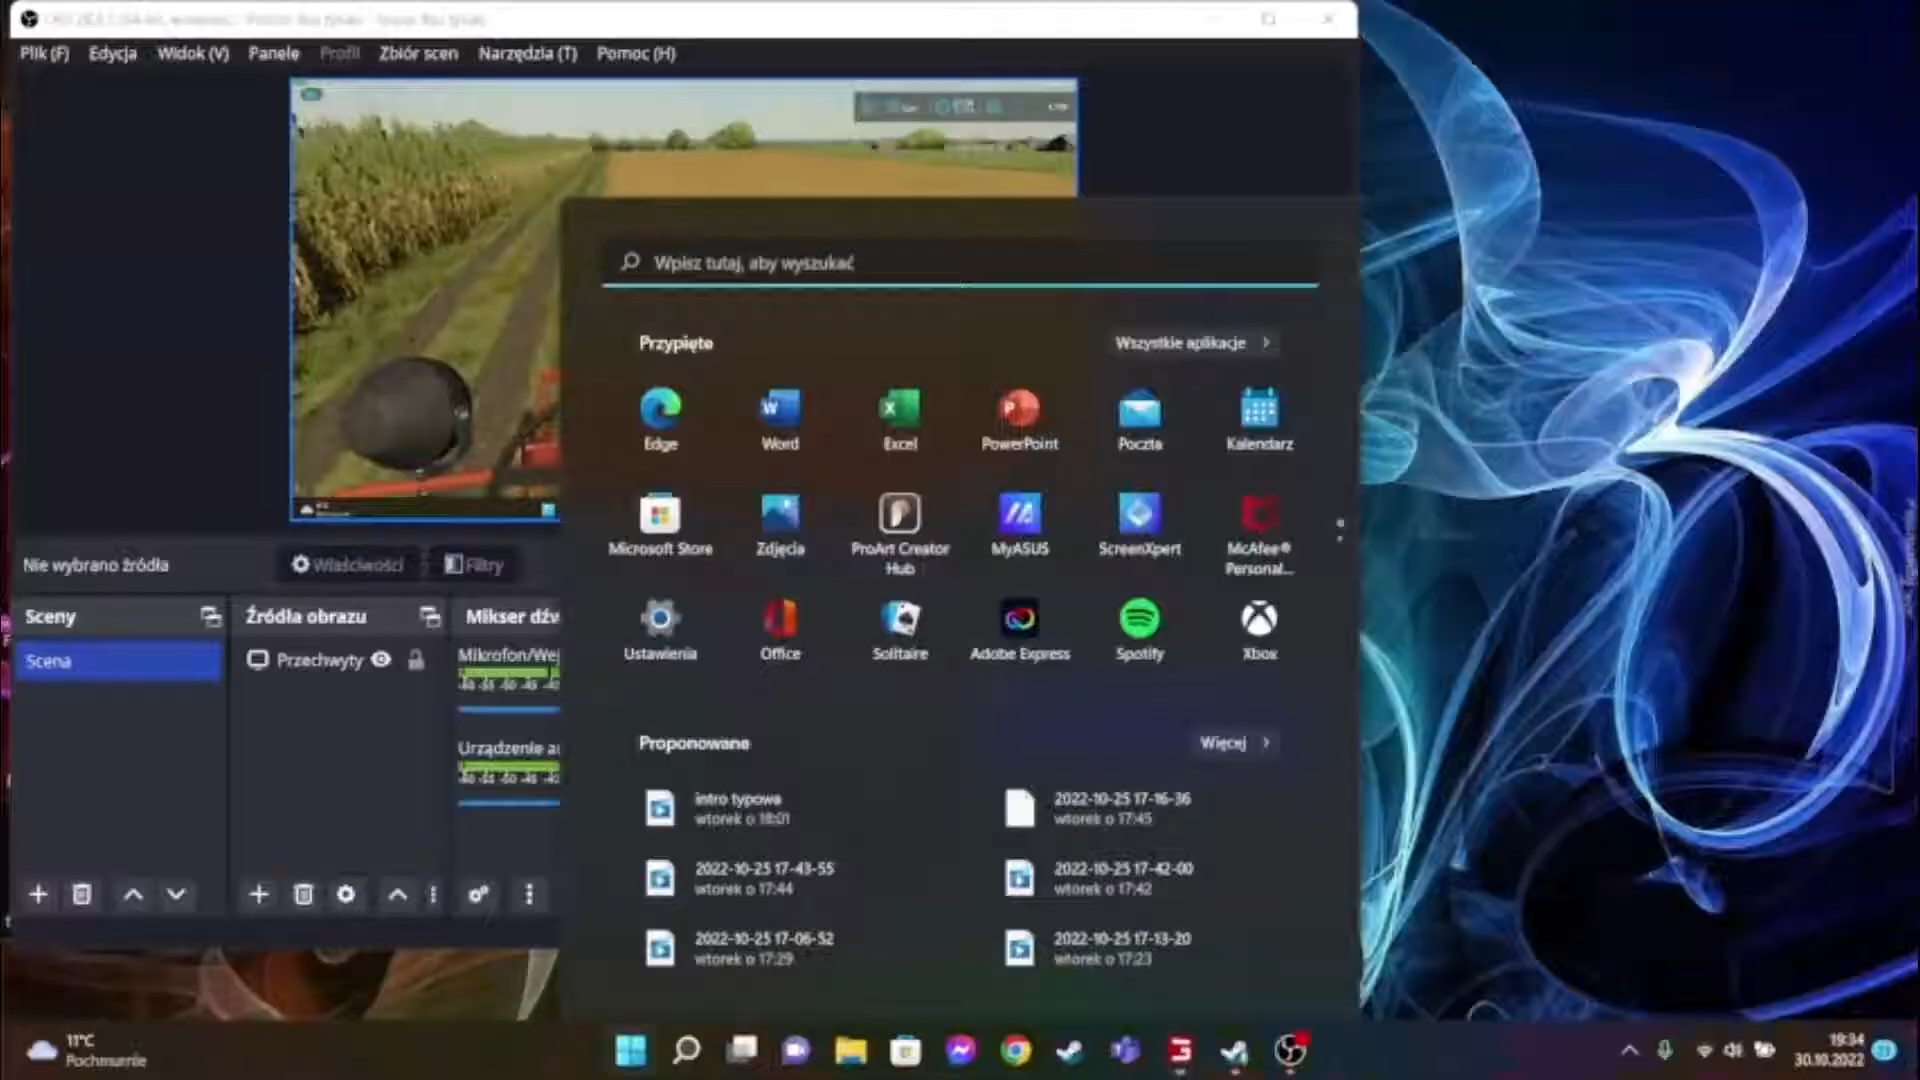 Plik (F) Edycja Widok (V) Panele Profil Zbiór scen Narzędzia (T) Pomoc (H)
Wpisz tutaj, aby wyszukać
Przypięte
Wszystkie aplikacje
Edge
Word
Excel
PowerPoint
Poczta
Kalendarz
Microsoft Store
Zdjęcia
ProArt Creator
Hub
MyASUS
ScreenXpert
McAfee®
Personal...
Ustawienia
Office
Solitaire
Adobe Express
Spotify
Xbox
Nie wybrano źródła
Właściwości
Filtry
Sceny
Źródła obrazu
Mikser dźw
Scena
Przechwyty
Mikrofon/Wej
Urządzenie au
Proponowane
Więcej
intro typowa
wtorek o 18:01
2022-10-25 17-16-36
wtorek o 17:45
2022-10-25 17-43-55
wtorek o 17:44
2022-10-25 17-42-00
wtorek o 17:42
2022-10-25 17-06-52
wtorek o 17:29
2022-10-25 17-13-20
wtorek o 17:23
11°C
Pochmurnie
19:34
30.10.2022